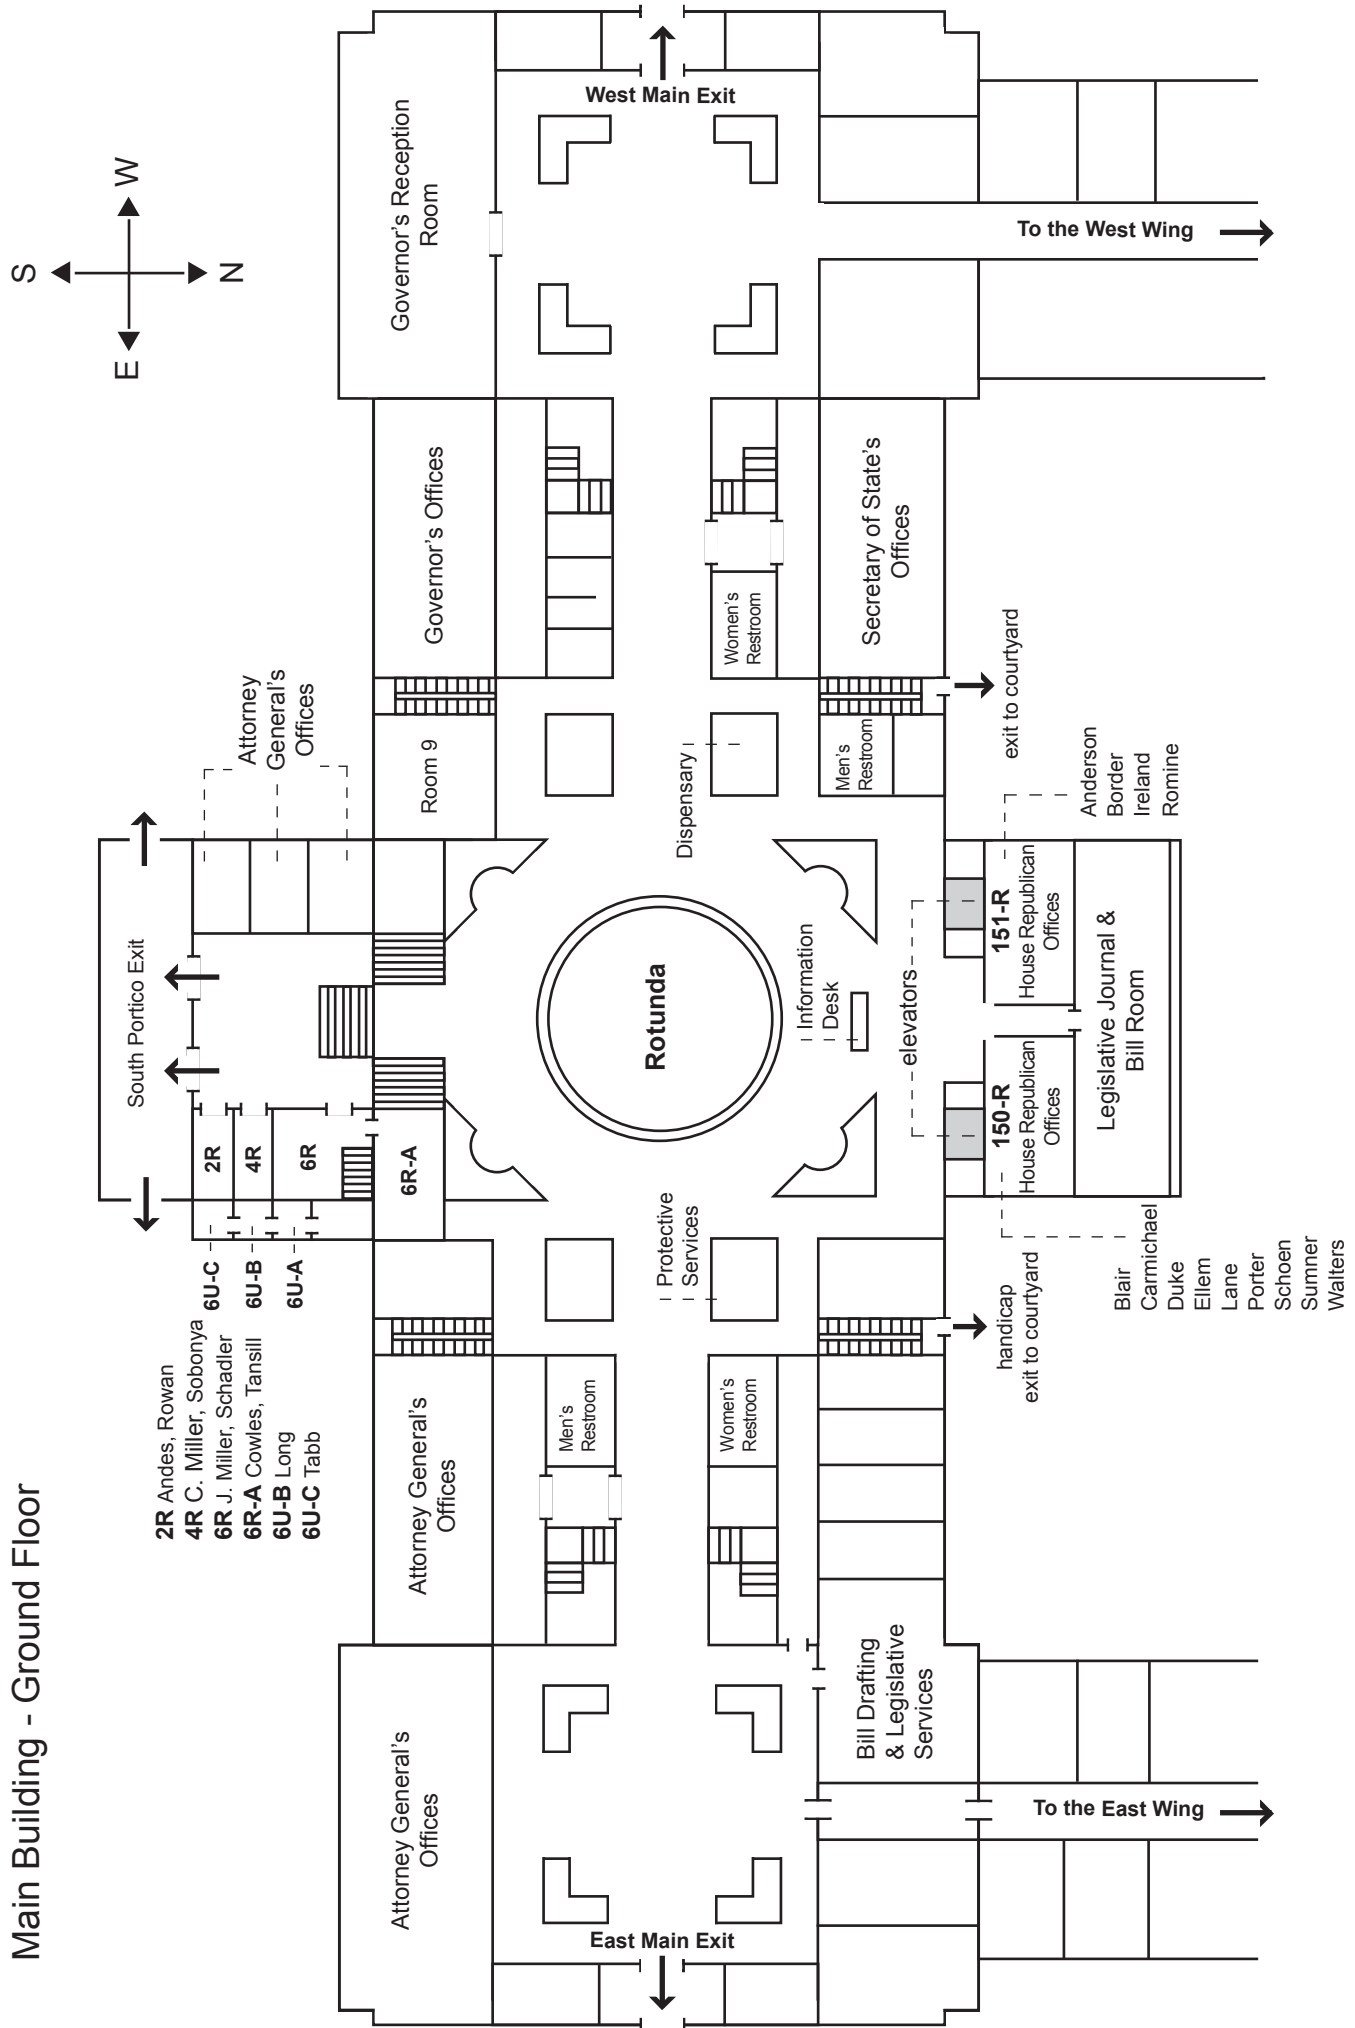 Main Building - Ground Floor
S
E
W
N
2R Andes, Rowan
4R C. Miller, Sobonya
6R J. Miller, Schadler
6R-A Cowles, Tansill
6U-B Long
6U-C Tabb
6U-C
6U-B
6U-A
South Portico Exit
2R
4R
6R
6R-A
Attorney
General's
Offices
Attorney General's
Offices
Attorney General's
Offices
Room 9
Governor's Offices
Governor's Reception
Room
East Main Exit
Men's
Restroom
Women's
Restroom
Protective
Services
Rotunda
Information
Desk
Dispensary
Women's
Restroom
West Main Exit
Bill Drafting
& Legislative
Services
elevators
Men's
Restroom
Secretary of State's
Offices
To the East Wing
handicap
exit to courtyard
150-R
House Republican
Offices
151-R
House Republican
Offices
exit to courtyard
To the West Wing
Legislative Journal &
Bill Room
Blair
Carmichael
Duke
Ellem
Lane
Porter
Schoen
Sumner
Walters
Anderson
Border
Ireland
Romine